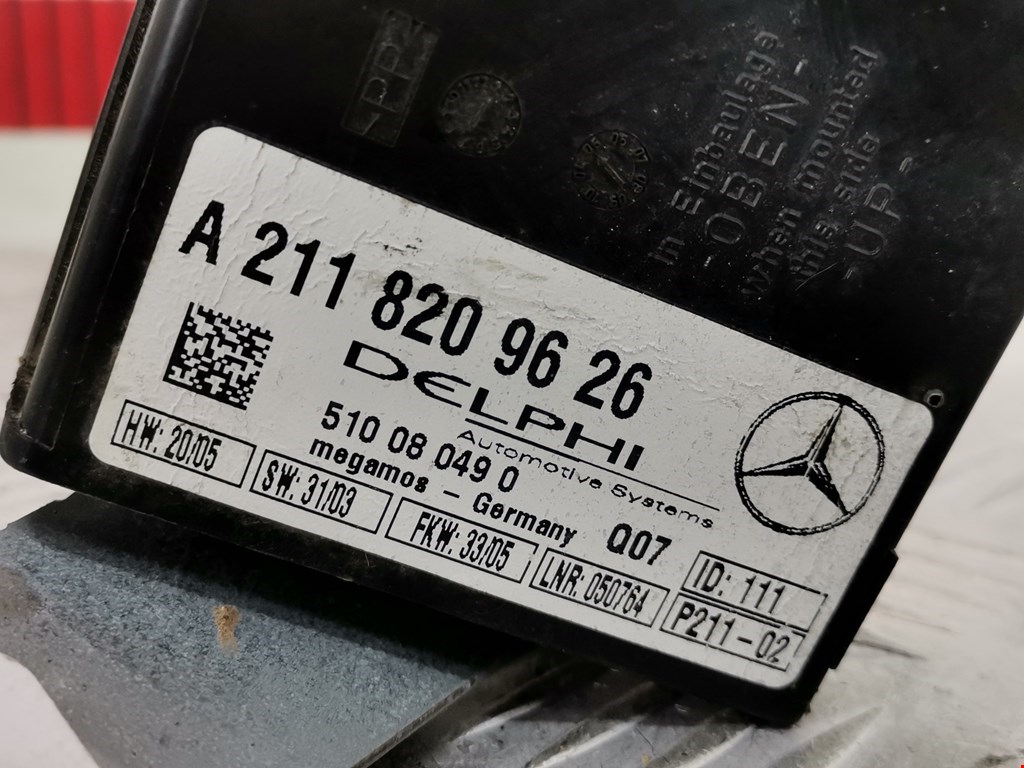 >PPZ<
in Einbaulage
- OBEN -
when mounted
this side
- UP -
A 211 820 96 26
DELPHI
Automotive Systems
510 08 049 0
megamos - Germany
Q07
HW: 20/05
SW: 31/03
FKW: 33/05
LNR: 050764
ID: 111
P211-02